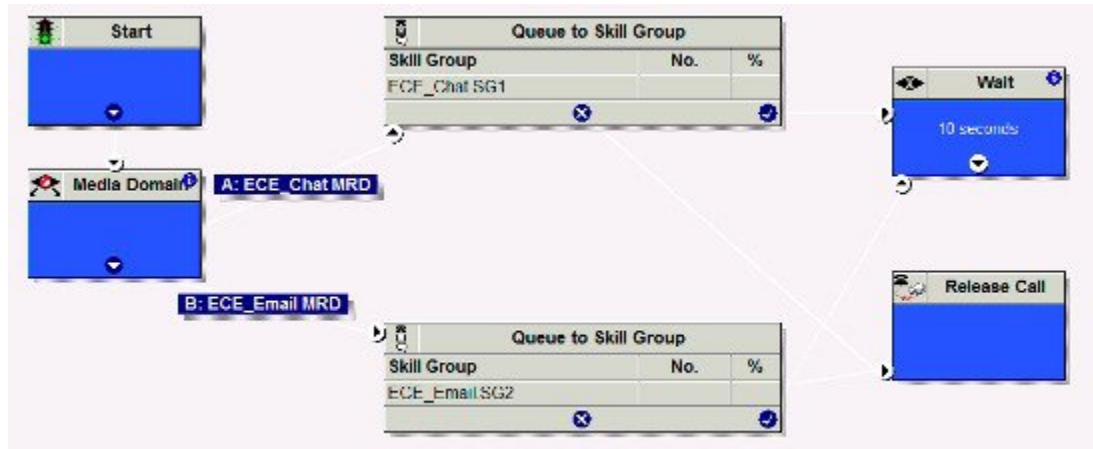 Start
Queue to Skill Group
Skill Group No. %
ECE_Chat SG1
Wait
10 seconds
Media Domain
A: ECE_Chat MRD
B: ECE_Email MRD
Release Call
Queue to Skill Group
Skill Group No. %
ECE_Email SG2